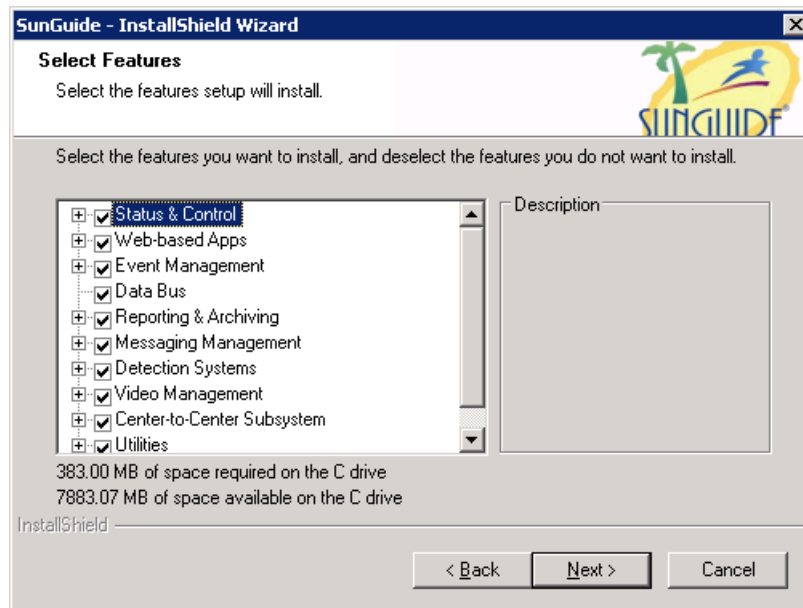 SunGuide - InstallShield Wizard
Select Features
Select the features setup will install.
SUNGUIDE®
Select the features you want to install, and deselect the features you do not want to install.
Status & Control
Web-based Apps
Event Management
Data Bus
Reporting & Archiving
Messaging Management
Detection Systems
Video Management
Center-to-Center Subsystem
Utilities
Description
383.00 MB of space required on the C drive
7883.07 MB of space available on the C drive
InstallShield
< Back
Next >
Cancel